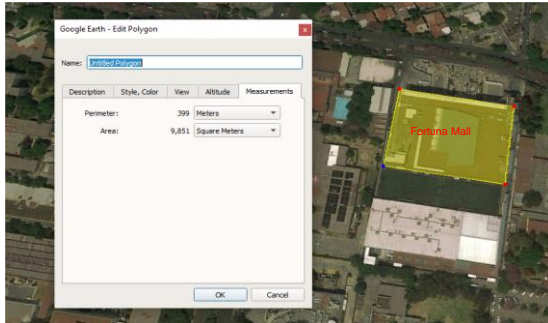 Google Earth - Edit Polygon
x
Name: Untitled Polygon
Description Style, Color View Altitude Measurements
Perimeter: 399 Meters
Area: 9,851 Square Meters
Fortuna Mall
OK Cancel